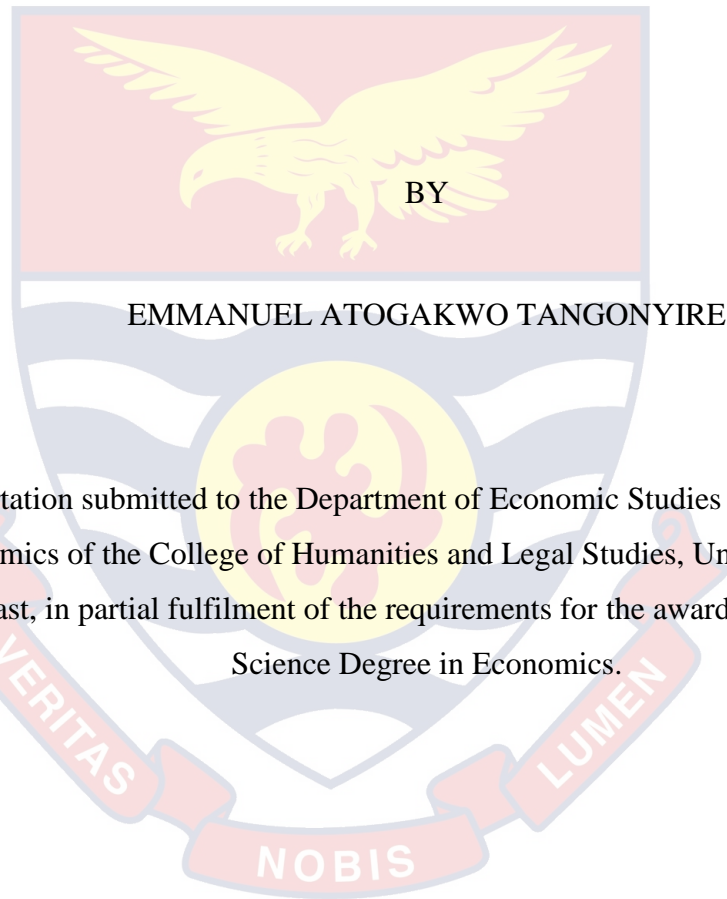 BY
EMMANUEL ATOGAKWO TANGONYIRE
tation submitted to the Department of Economic Studies
mics of the College of Humanities and Legal Studies, Un
ast, in partial fulfilment of the requirements for the award
Science Degree in Economics.
VERITAS
NOBIS
LUMEN